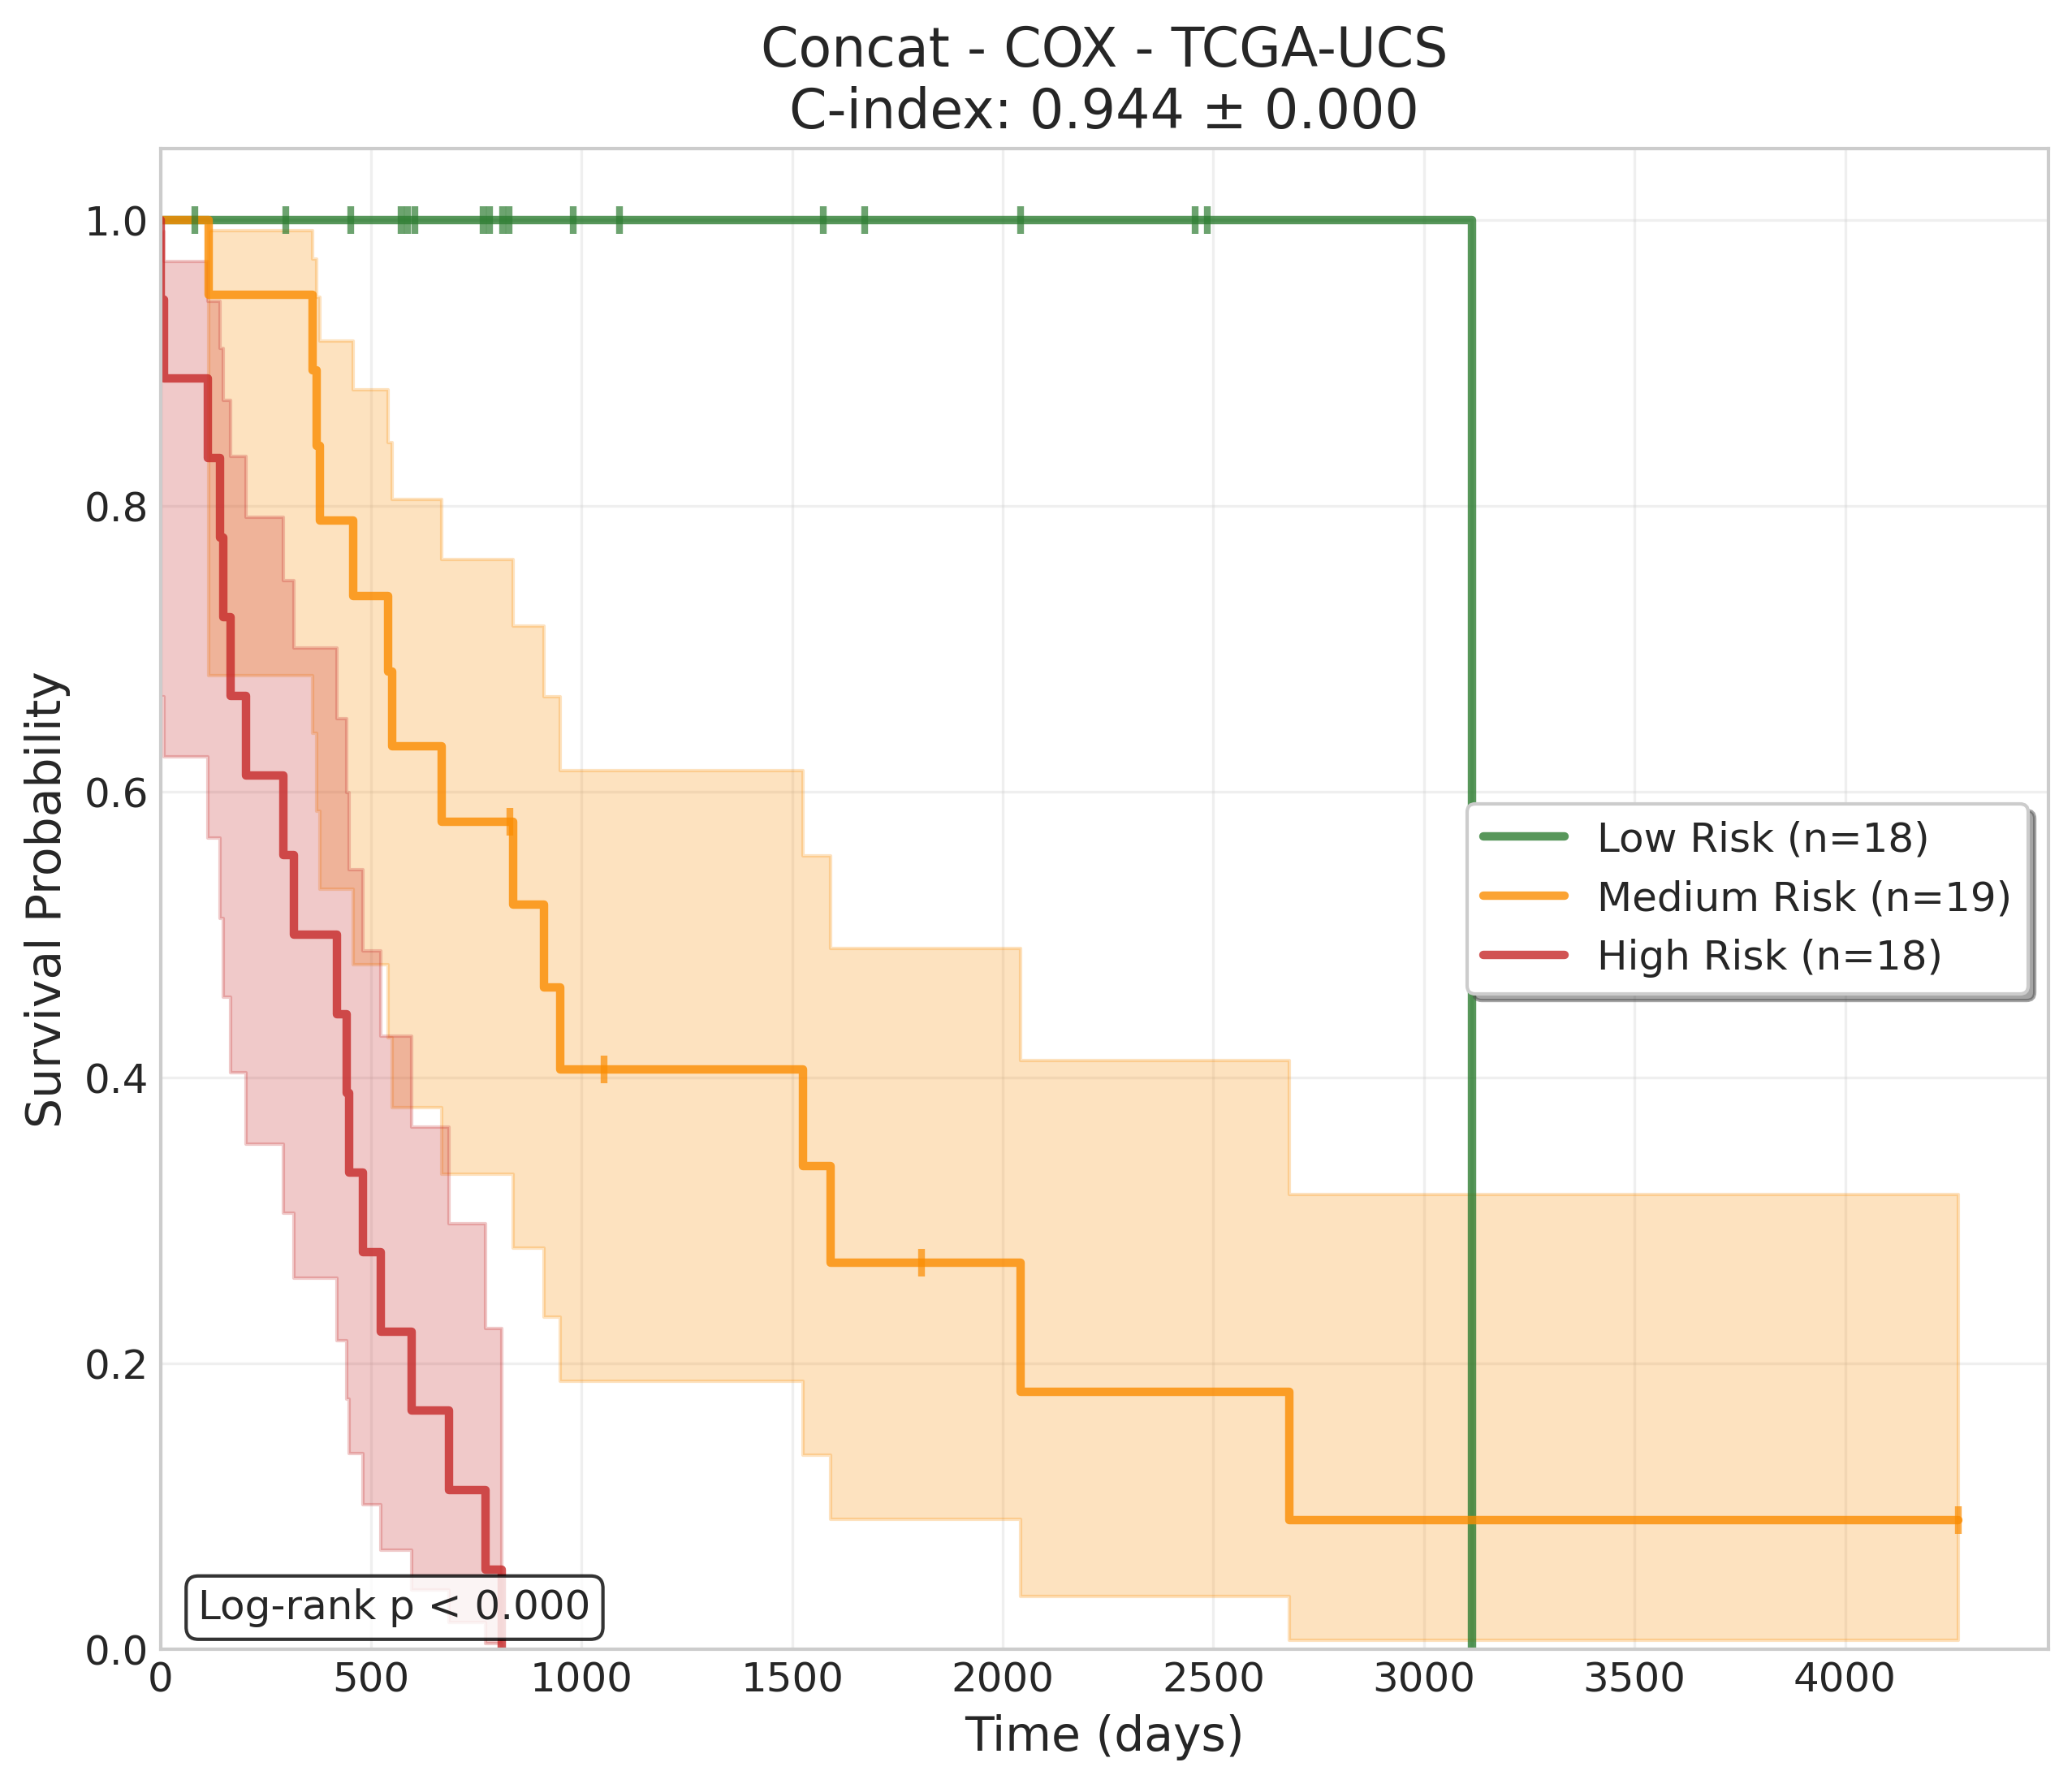 Concat - COX - TCGA-UCS
C-index: 0.944 ± 0.000
Survival Probability
1.0
0.8
0.6
0.4
0.2
0.0
Low Risk (n=18)
Medium Risk (n=19)
High Risk (n=18)
Log-rank p < 0.000
0 500 1000 1500 2000 2500 3000 3500 4000
Time (days)